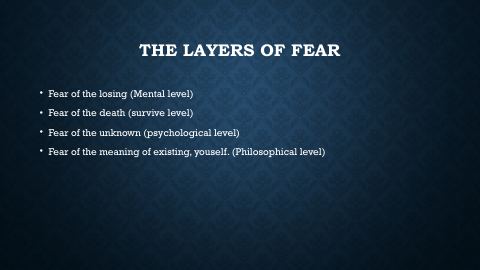 THE LAYERS OF FEAR
• Fear of the losing (Mental level)
• Fear of the death (survive level)
• Fear of the unknown (psychological level)
• Fear of the meaning of existing, youself. (Philosophical level)